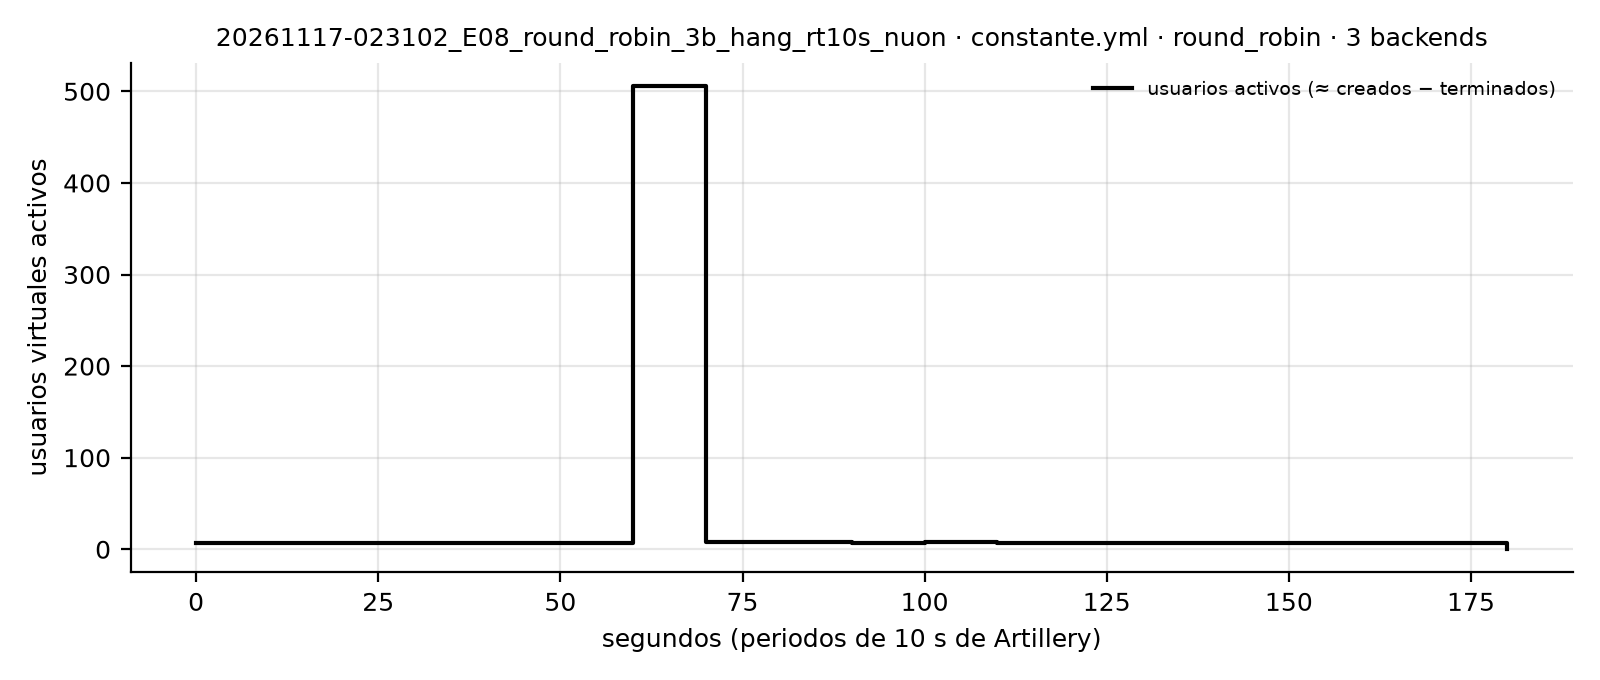 20261117-023102_E08_round_robin_3b_hang_rt10s_nuon · constante.yml · round_robin · 3 backends
usuarios activos (≈ creados − terminados)
usuarios virtuales activos
500
400
300
200
100
0
0 25 50 75 100 125 150 175
segundos (periodos de 10 s de Artillery)